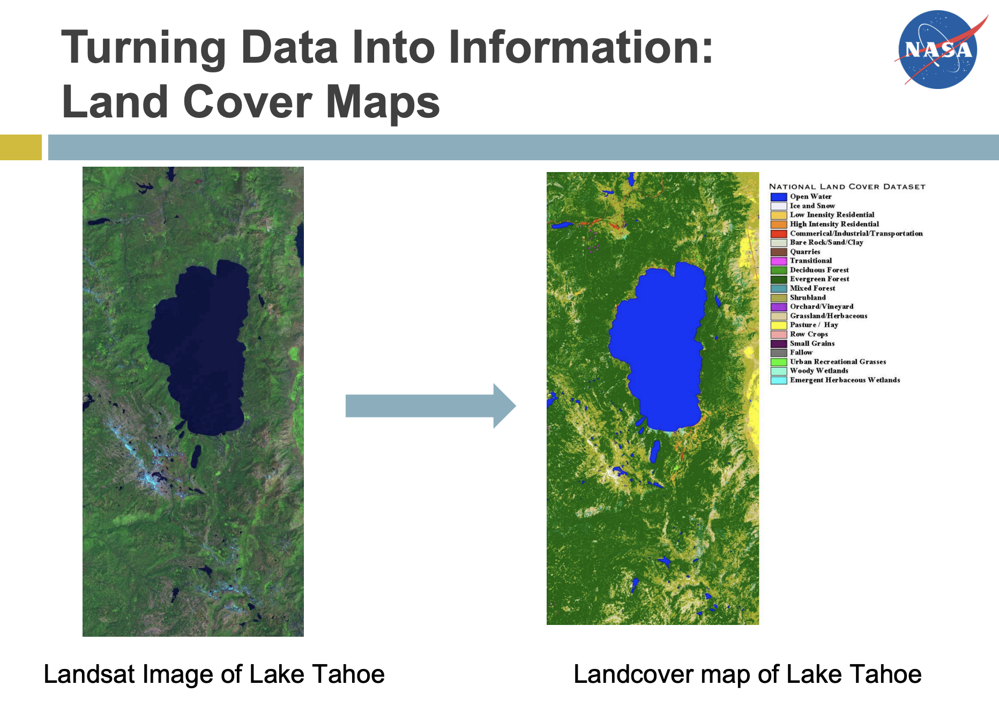 Turning Data Into Information:
Land Cover Maps
NASA
NATIONAL LAND COVER DATASET
Open Water
Ice and Snow
Low Inensity Residential
High Intensity Residential
Commerical/Industrial/Transportation
Bare Rock/Sand/Clay
Quarries
Transitional
Deciduous Forest
Evergreen Forest
Mixed Forest
Shrubland
Orchard/Vineyard
Grassland/Herbaceous
Pasture / Hay
Row Crops
Small Grains
Fallow
Urban Recreational Grasses
Woody Wetlands
Emergent Herbaceous Wetlands
Landsat Image of Lake Tahoe
Landcover map of Lake Tahoe